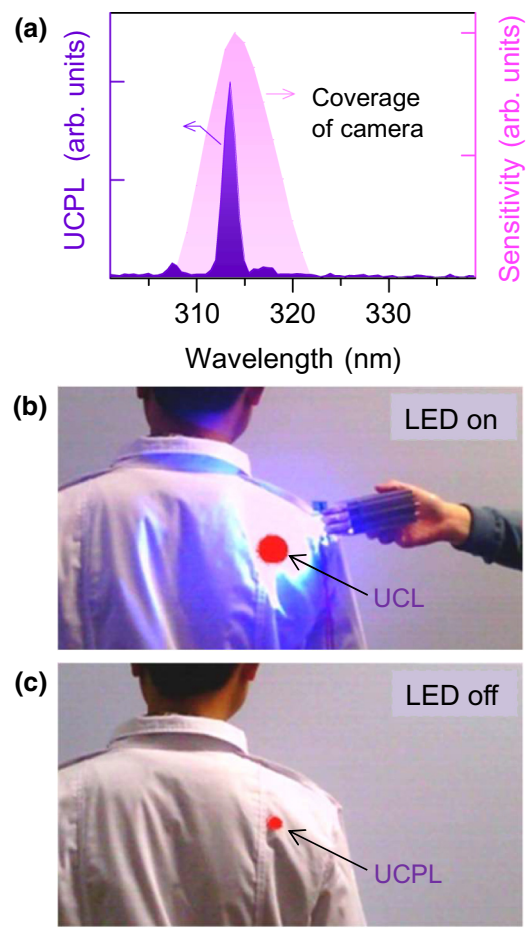 (a)
UCPL (arb. units)
Sensitivity (arb. units)
Coverage
of camera
310 320 330
Wavelength (nm)
(b)
LED on
UCL
(c)
LED off
UCPL